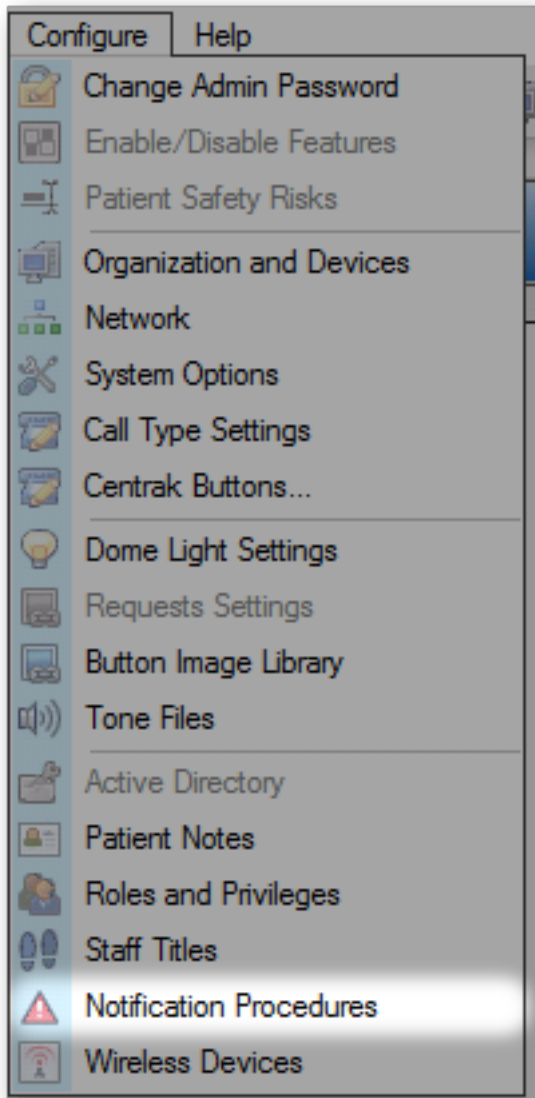 Configure Help
Change Admin Password
Enable/Disable Features
Patient Safety Risks
Organization and Devices
Network
System Options
Call Type Settings
Centrak Buttons...
Dome Light Settings
Requests Settings
Button Image Library
Tone Files
Active Directory
Patient Notes
Roles and Privileges
Staff Titles
Notification Procedures
Wireless Devices